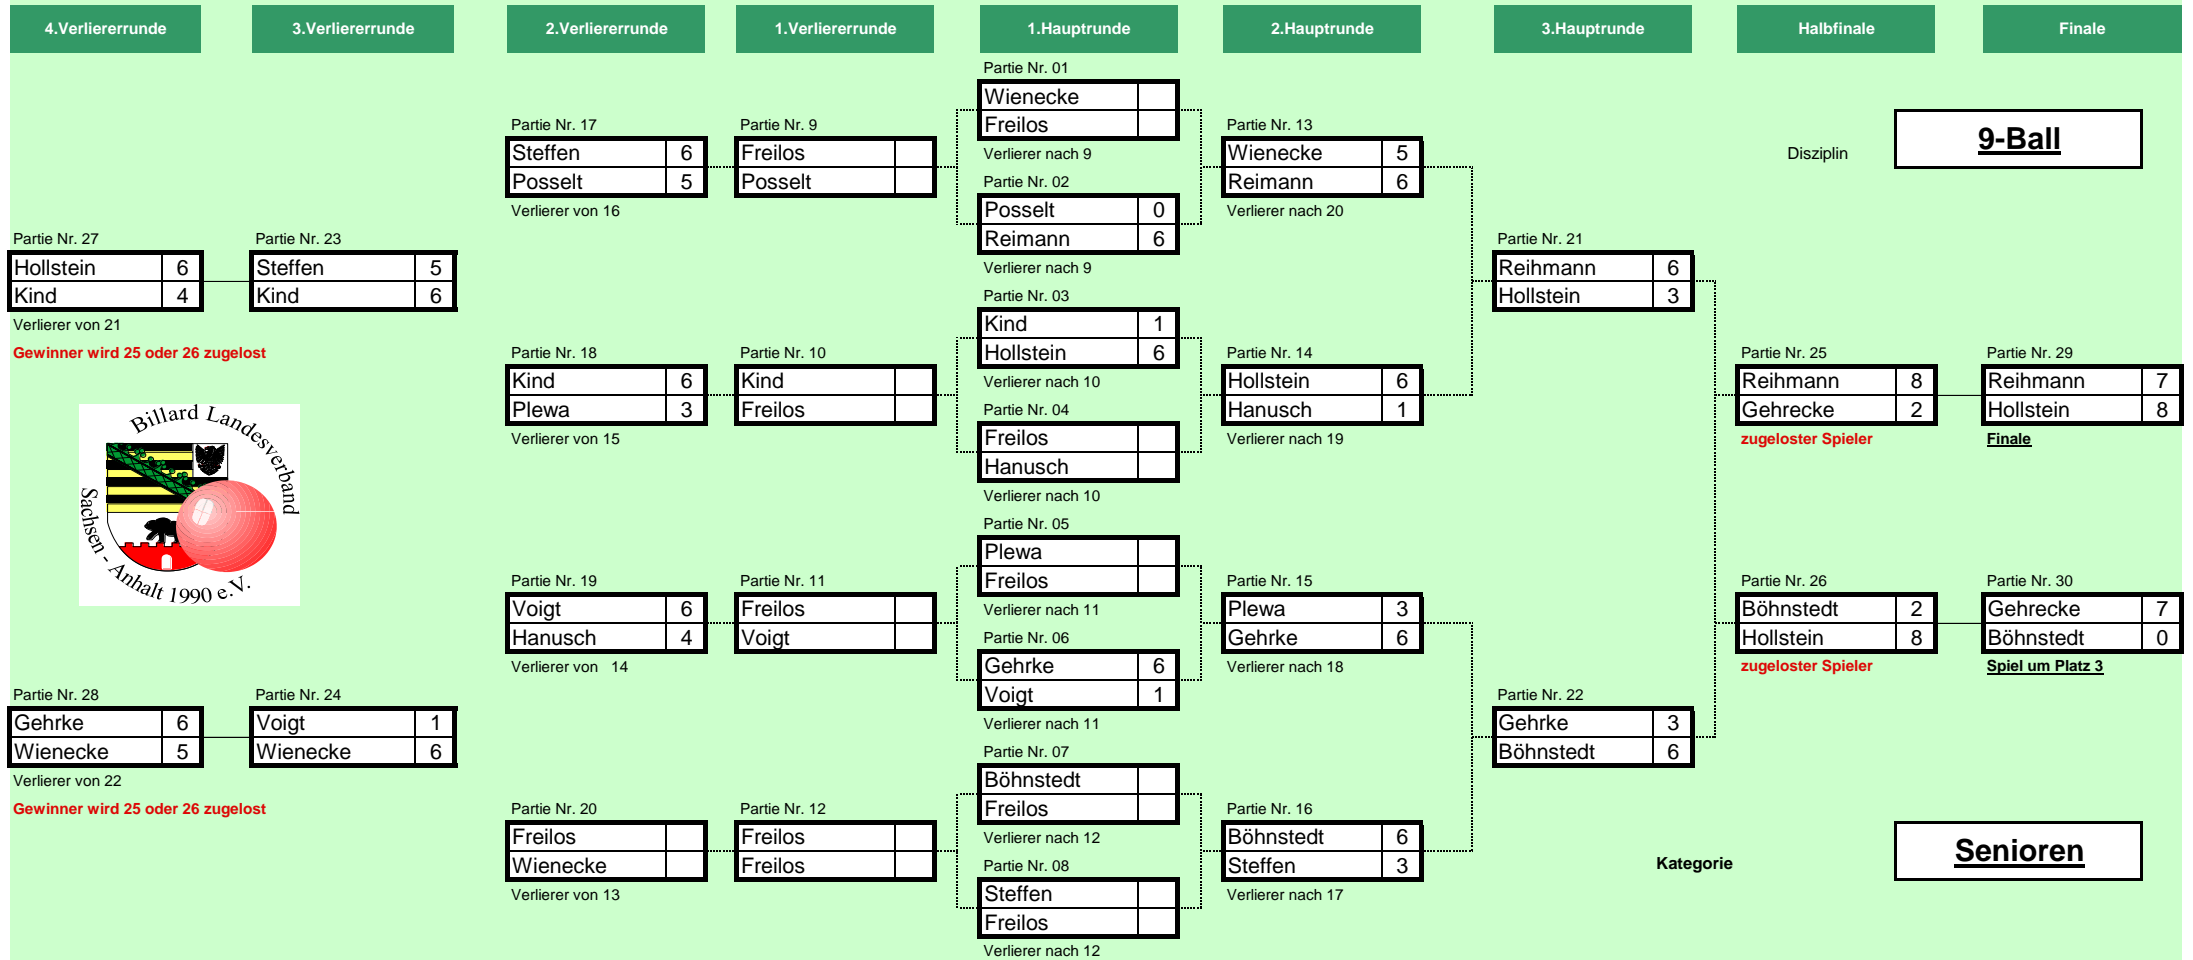 4.Verliererrunde 3.Verliererrunde 2.Verliererrunde 1.Verliererrunde 1.Hauptrunde 2.Hauptrunde 3.Hauptrunde Halbfinale Finale
Partie Nr. 01
Wienecke
Partie Nr. 17 Partie Nr. 9 Freilos Partie Nr. 13
Steffen 6 Freilos Verlierer nach 9 Wienecke 5 Disziplin 9-Ball
Posselt 5 Posselt Partie Nr. 02 Reimann 6
Verlierer von 16 Posselt 0 Verlierer nach 20
Partie Nr. 27 Partie Nr. 23 Reimann 6 Partie Nr. 21
Hollstein 6 Steffen 5 Verlierer nach 9 Reihmann 6
Kind 4 Kind 6 Partie Nr. 03 Hollstein 3
Verlierer von 21 Kind 1
Gewinner wird 25 oder 26 zugelost Partie Nr. 18 Partie Nr. 10 Hollstein 6 Partie Nr. 14 Partie Nr. 25 Partie Nr. 29
Kind 6 Kind Verlierer nach 10 Hollstein 6 Reihmann 8 Reihmann 7
Plewa 3 Freilos Partie Nr. 04 Hanusch 1 Gehrecke 2 Hollstein 8
Verlierer von 15 Freilos Verlierer nach 19 zugeloster Spieler Finale
Hanusch
Verlierer nach 10
Billard Landesverband
Sachsen - Anhalt 1990 e.V.
Partie Nr. 05
Plewa
Partie Nr. 19 Partie Nr. 11 Freilos Partie Nr. 15 Partie Nr. 26 Partie Nr. 30
Voigt 6 Freilos Verlierer nach 11 Plewa 3 Böhnstedt 2 Gehrecke 7
Hanusch 4 Voigt Partie Nr. 06 Gehrke 6 Hollstein 8 Böhnstedt 0
Verlierer von 14 Gehrke 6 Verlierer nach 18 zugeloster Spieler Spiel um Platz 3
Partie Nr. 28 Partie Nr. 24 Voigt 1 Partie Nr. 22
Gehrke 6 Voigt 1 Verlierer nach 11 Gehrke 3
Wienecke 5 Wienecke 6 Partie Nr. 07 Böhnstedt 6
Verlierer von 22 Böhnstedt
Gewinner wird 25 oder 26 zugelost Partie Nr. 20 Partie Nr. 12 Freilos Partie Nr. 16
Freilos Freilos Verlierer nach 12 Böhnstedt 6
Wienecke Freilos Partie Nr. 08 Steffen 3 Kategorie Senioren
Verlierer von 13 Steffen Verlierer nach 17
Freilos
Verlierer nach 12